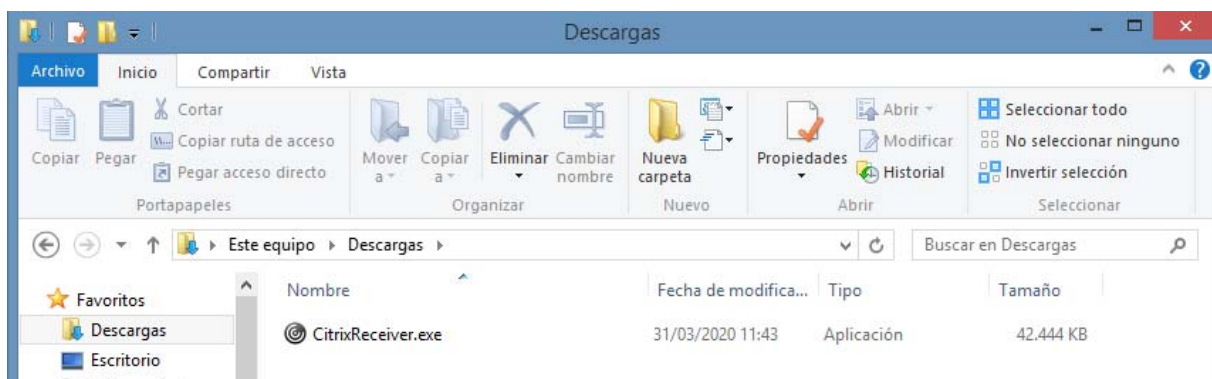 Descargas
Archivo Inicio Compartir Vista
Copiar
Pegar
Cortar
Copiar ruta de acceso
Pegar acceso directo
Portapapeles
Mover a
Copiar a
Eliminar
Cambiar nombre
Organizar
Nueva carpeta
Nuevo
Propiedades
Abrir
Modificar
Historial
Abrir
Seleccionar todo
No seleccionar ninguno
Invertir selección
Seleccionar
Este equipo Descargas
Buscar en Descargas
Favoritos
Descargas
Escritorio
Nombre Fecha de modifica... Tipo Tamaño
CitrixReceiver.exe 31/03/2020 11:43 Aplicación 42.444 KB